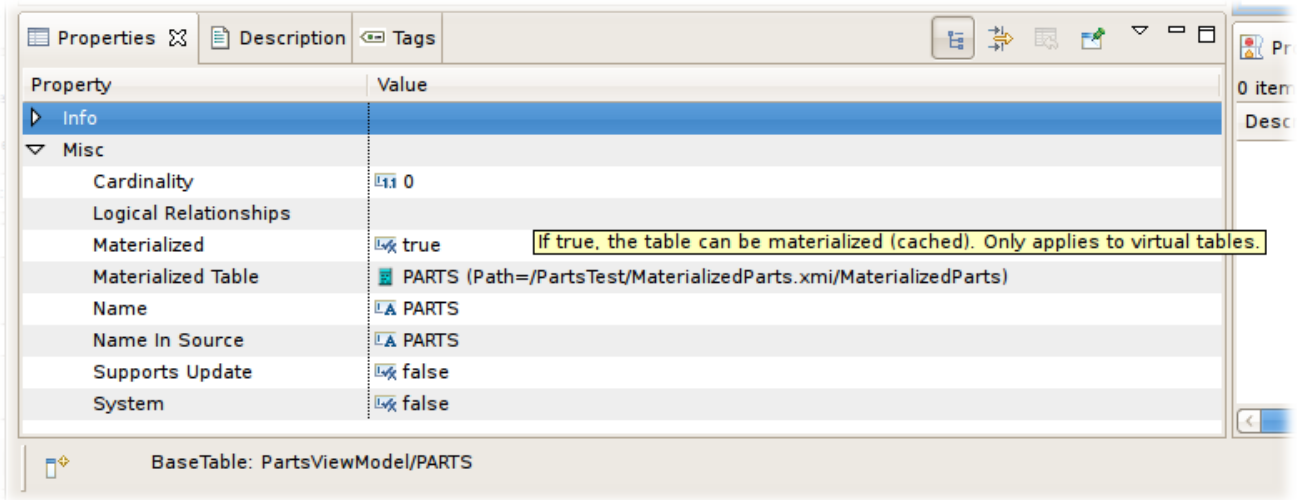 Properties Description Tags
Property Value
Info
Misc
Cardinality 0
Logical Relationships
Materialized true
If true, the table can be materialized (cached). Only applies to virtual tables.
Materialized Table PARTS (Path=/PartsTest/MaterializedParts.xmi/MaterializedParts)
Name PARTS
Name In Source PARTS
Supports Update false
System false
BaseTable: PartsViewModel/PARTS
Pr
0 item
Desc